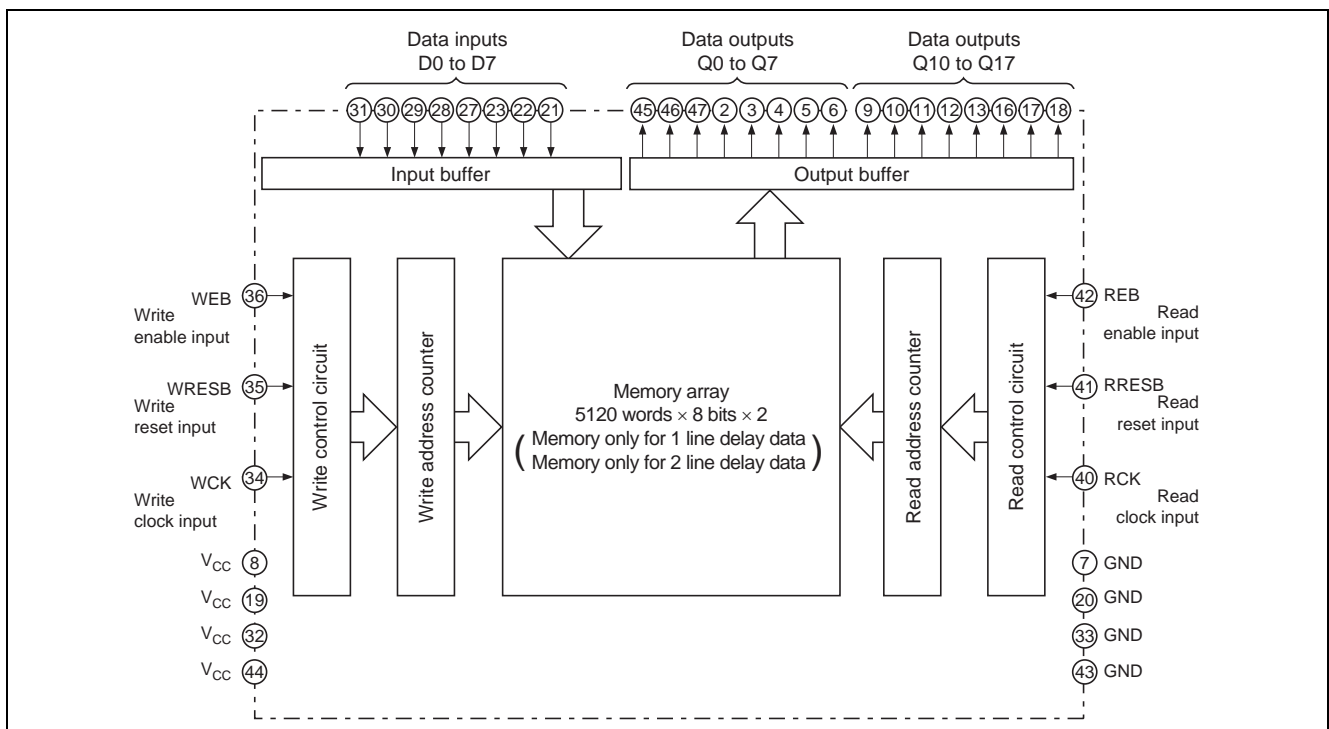 Data inputs
D0 to D7
Data outputs
Q0 to Q7
Data outputs
Q10 to Q17
31 30 29 28 27 23 22 21
45 46 47 2 3 4 5 6
9 10 11 12 13 16 17 18
Input buffer
Output buffer
WEB 36
Write
enable input
WRESB 35
Write
reset input
WCK 34
Write
clock input
VCC 8
VCC 19
VCC 32
VCC 44
Write control circuit
Write address counter
Memory array
5120 words × 8 bits × 2
( Memory only for 1 line delay data
Memory only for 2 line delay data )
Read address counter
Read control circuit
42 REB
Read
enable input
41 RRESB
Read
reset input
40 RCK
Read
clock input
7 GND
20 GND
33 GND
43 GND